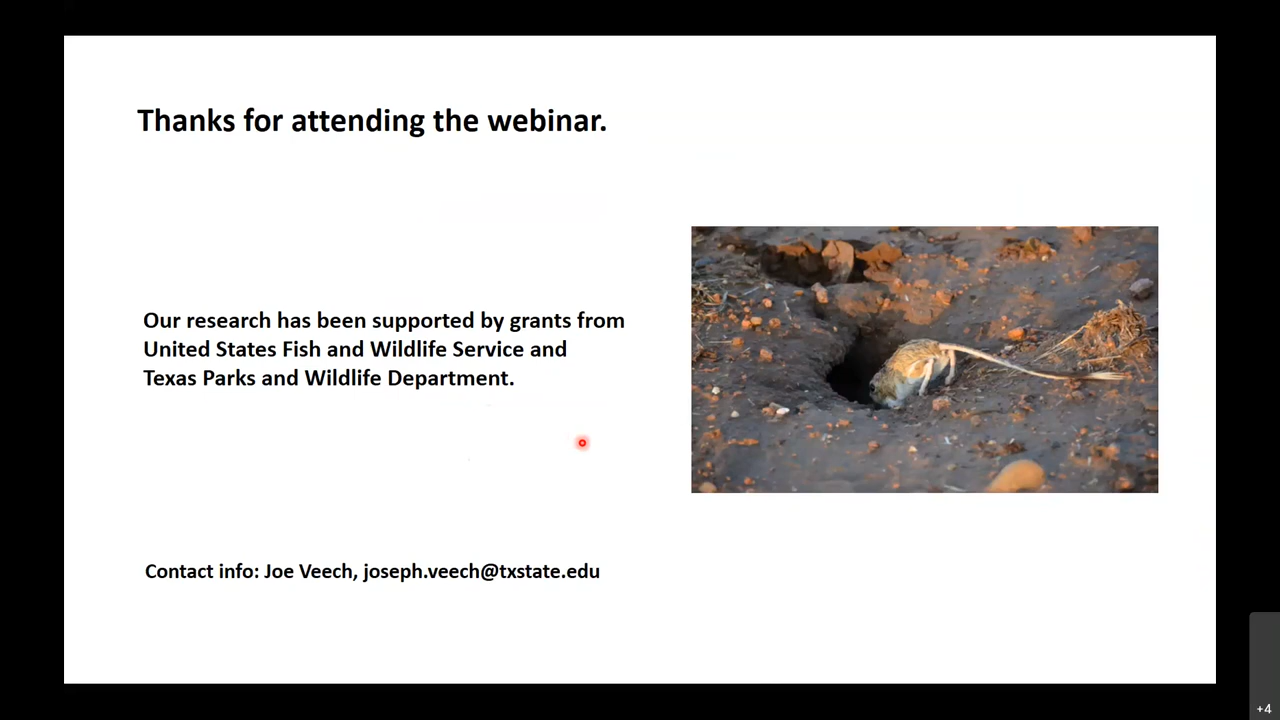 Thanks for attending the webinar.
Our research has been supported by grants from
United States Fish and Wildlife Service and
Texas Parks and Wildlife Department.
Contact info: Joe Veech, joseph.veech@txstate.edu
+4